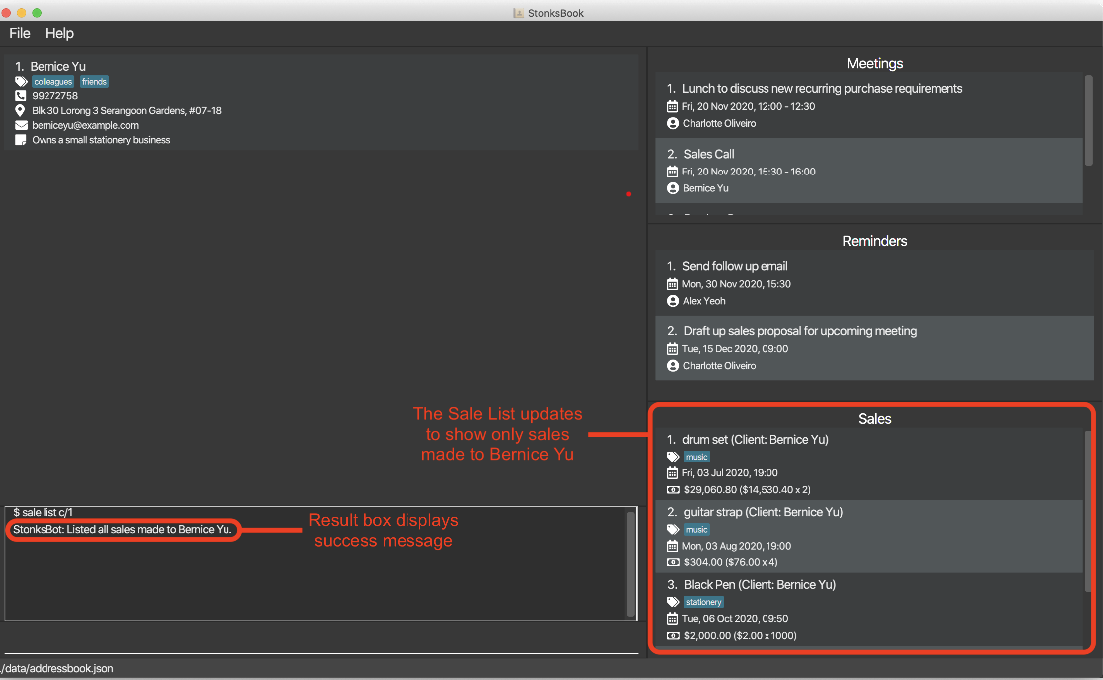 StonksBook
File Help
1. Bernice Yu
colleagues friends
99272758
Blk 30 Lorong 3 Serangoon Gardens, #07-18
berniceyu@example.com
Owns a small stationery business
Meetings
1. Lunch to discuss new recurring purchase requirements
Fri, 20 Nov 2020, 12:00 - 12:30
Charlotte Oliveiro
2. Sales Call
Fri, 20 Nov 2020, 15:30 - 16:00
Bernice Yu
Reminders
1. Send follow up email
Mon, 30 Nov 2020, 15:30
Alex Yeoh
2. Draft up sales proposal for upcoming meeting
Tue, 15 Dec 2020, 09:00
Charlotte Oliveiro
The Sale List updates
to show only sales
made to Bernice Yu
Sales
1. drum set (Client: Bernice Yu)
music
Fri, 03 Jul 2020, 19:00
$29,060.80 ($14,530.40 x 2)
2. guitar strap (Client: Bernice Yu)
music
Mon, 03 Aug 2020, 19:00
$304.00 ($76.00 x 4)
3. Black Pen (Client: Bernice Yu)
stationery
Tue, 06 Oct 2020, 09:50
$2,000.00 ($2.00 x 1000)
$ sale list c/1
StonksBot: Listed all sales made to Bernice Yu.
Result box displays
success message
./data/addressbook.json